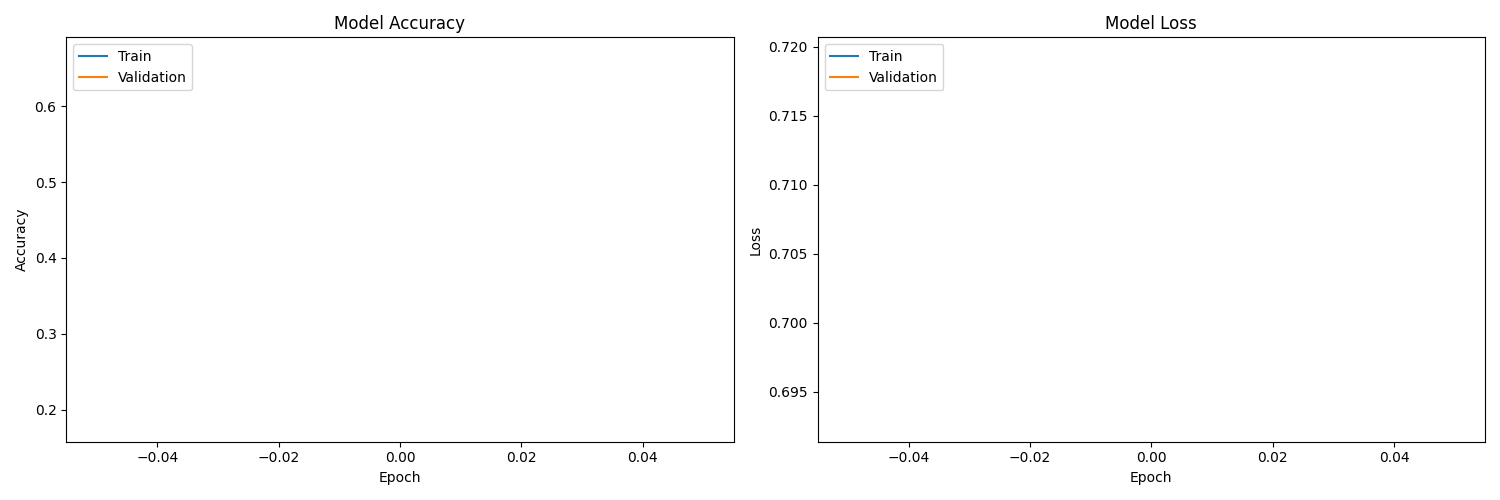 Model Accuracy
Train
Validation
0.6
0.5
0.4
0.3
0.2
Accuracy
−0.04 −0.02 0.00 0.02 0.04
Epoch
Model Loss
Train
Validation
0.720
0.715
0.710
0.705
0.700
0.695
Loss
−0.04 −0.02 0.00 0.02 0.04
Epoch